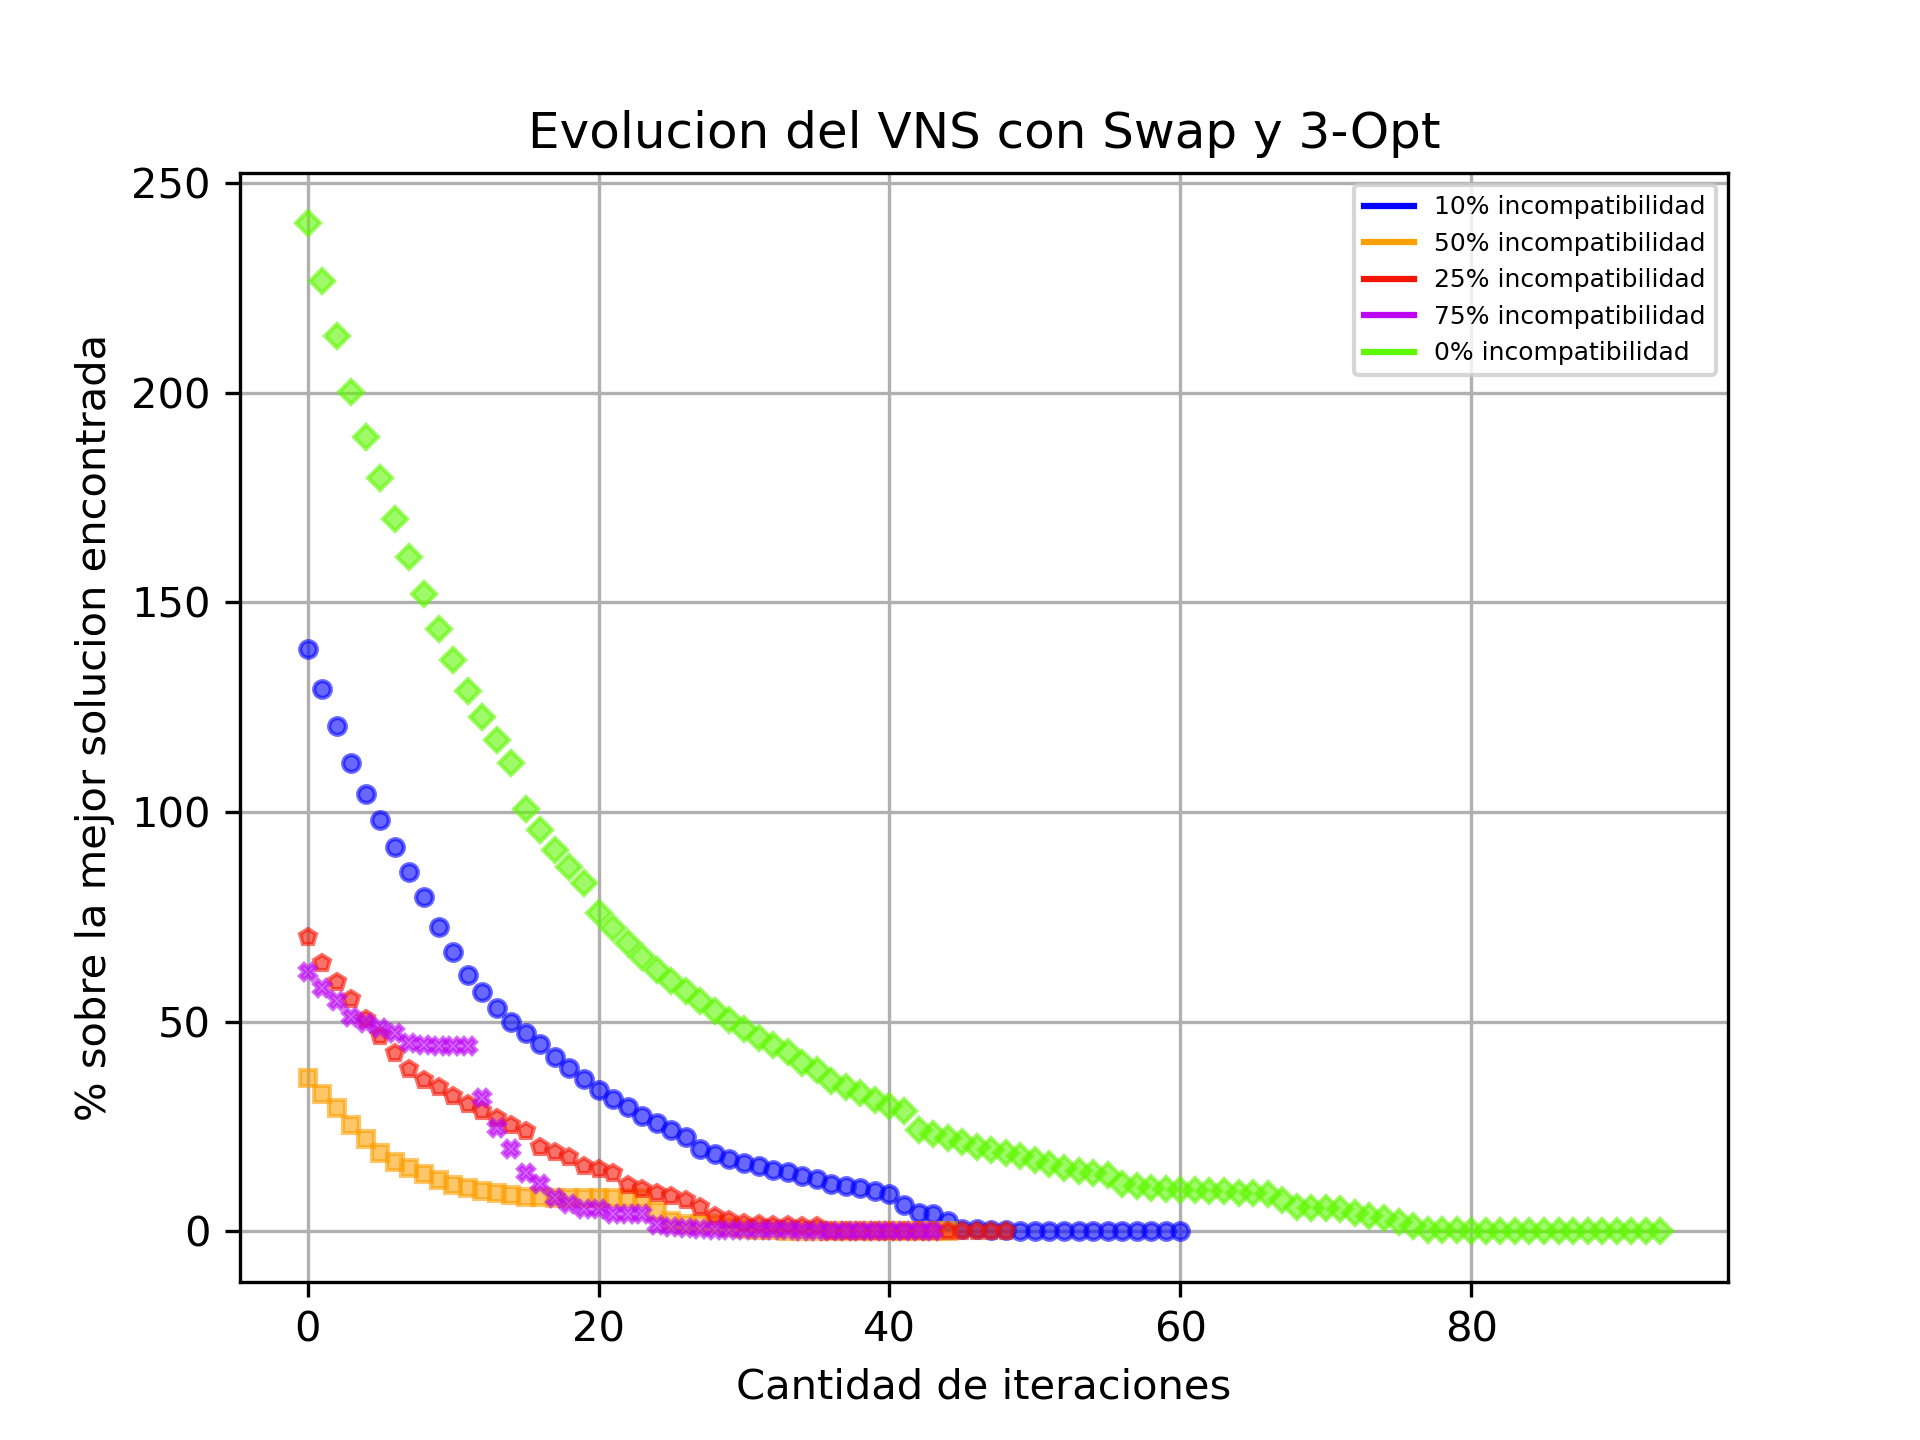 Evolucion del VNS con Swap y 3-Opt
250
200
150
100
50
0
% sobre la mejor solucion encontrada
10% incompatibilidad
50% incompatibilidad
25% incompatibilidad
75% incompatibilidad
0% incompatibilidad
0 20 40 60 80
Cantidad de iteraciones